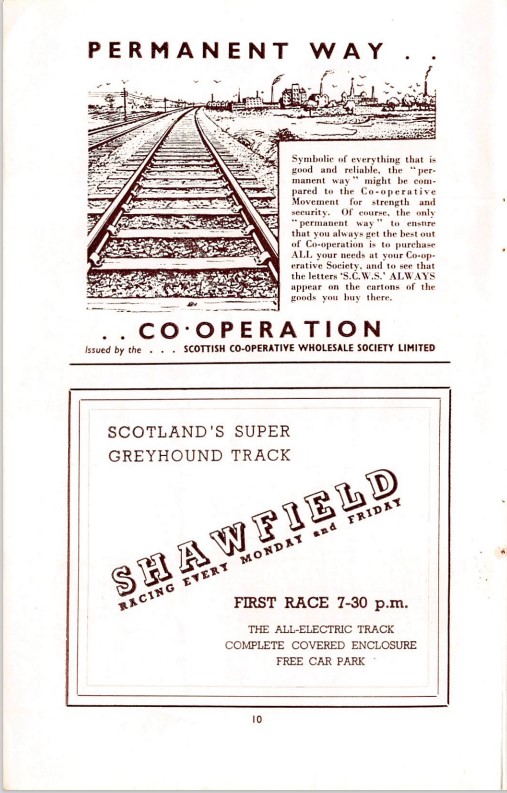 PERMANENT WAY . .
Symbolic of everything that is
good and reliable, the "per-
manent way" might be com-
pared to the Co-operative
Movement for strength and
security. Of course, the only
"permanent way" to ensure
that you always get the best out
of Co-operation is to purchase
ALL your needs at your Co-op-
erative Society, and to see that
the letters 'S.C.W.S.' ALWAYS
appear on the cartons of the
goods you buy there.
. . CO·OPERATION
Issued by the . . . SCOTTISH CO-OPERATIVE WHOLESALE SOCIETY LIMITED
SCOTLAND'S SUPER
GREYHOUND TRACK
SHAWFIELD
RACING EVERY MONDAY and FRIDAY
FIRST RACE 7-30 p.m.
THE ALL-ELECTRIC TRACK
COMPLETE COVERED ENCLOSURE
FREE CAR PARK
10